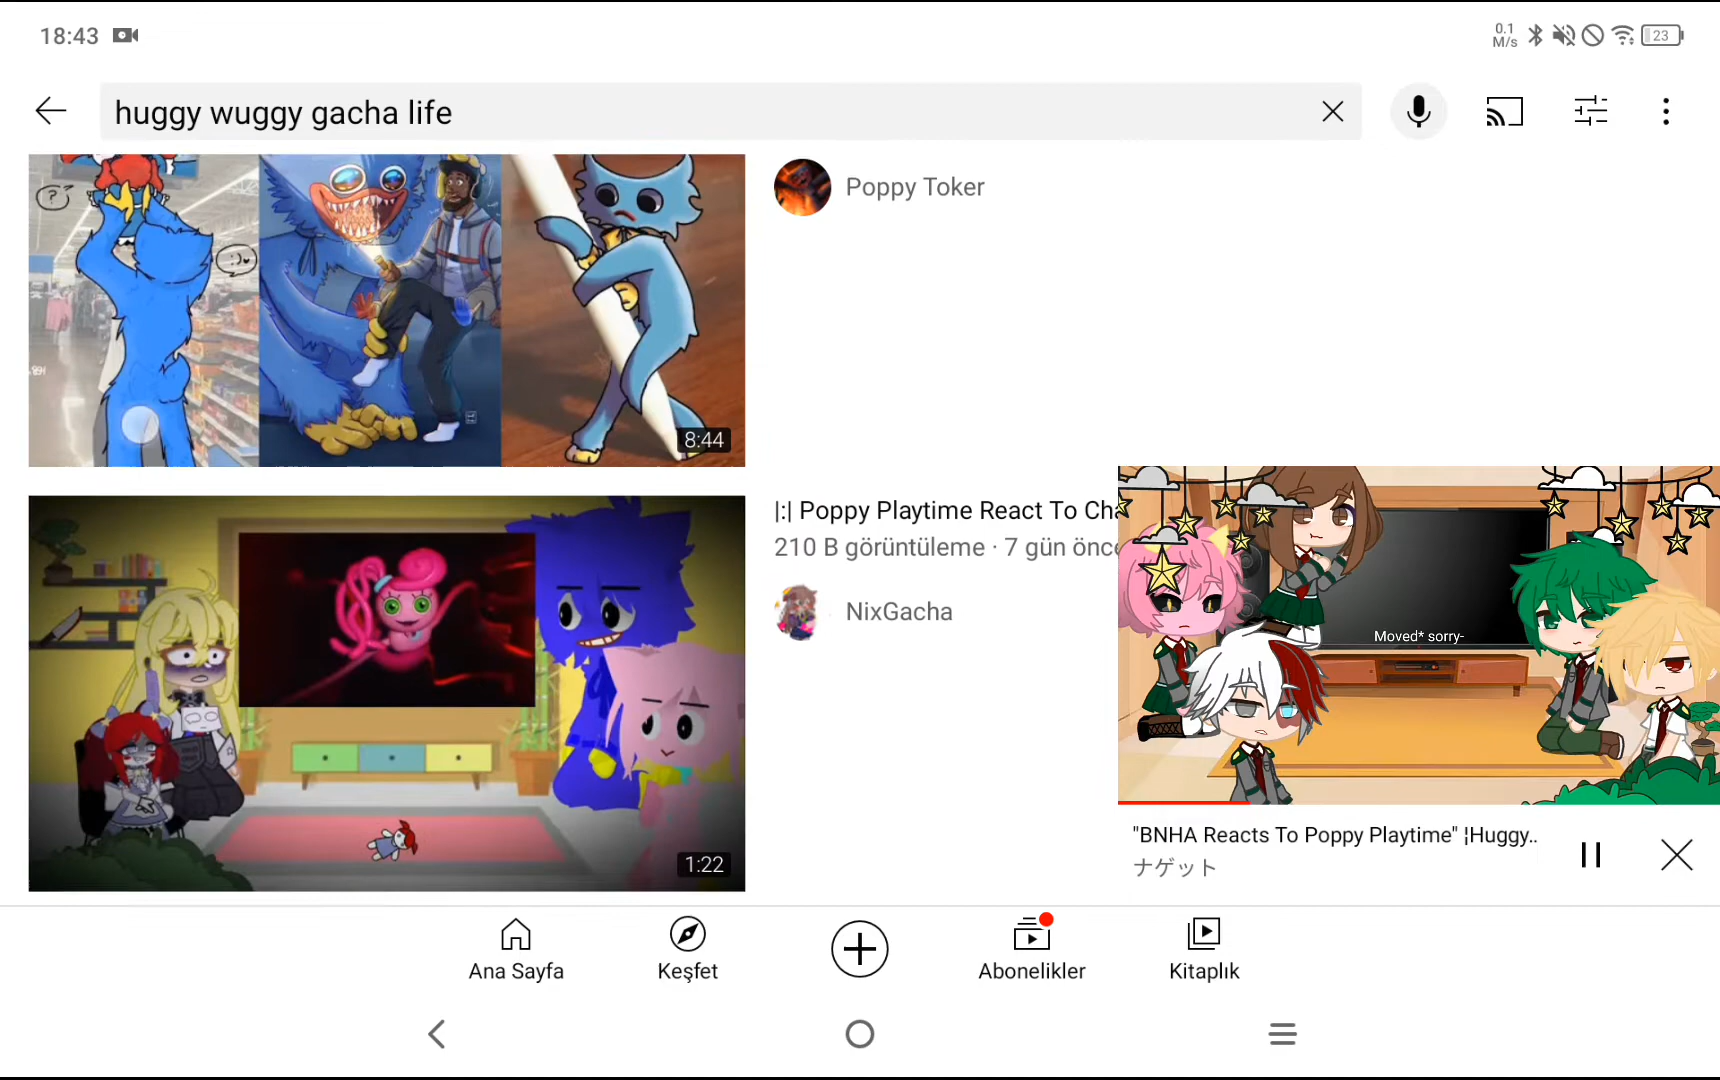 18:43
0.1
M/s
23
huggy wuggy gacha life
Poppy Toker
?
8:44
|:| Poppy Playtime React To Cha
210 B görüntüleme · 7 gün önce
NixGacha
1:22
Moved* sorry-
"BNHA Reacts To Poppy Playtime" ¦Huggy..
ナゲット
Ana Sayfa
Keşfet
Abonelikler
Kitaplık